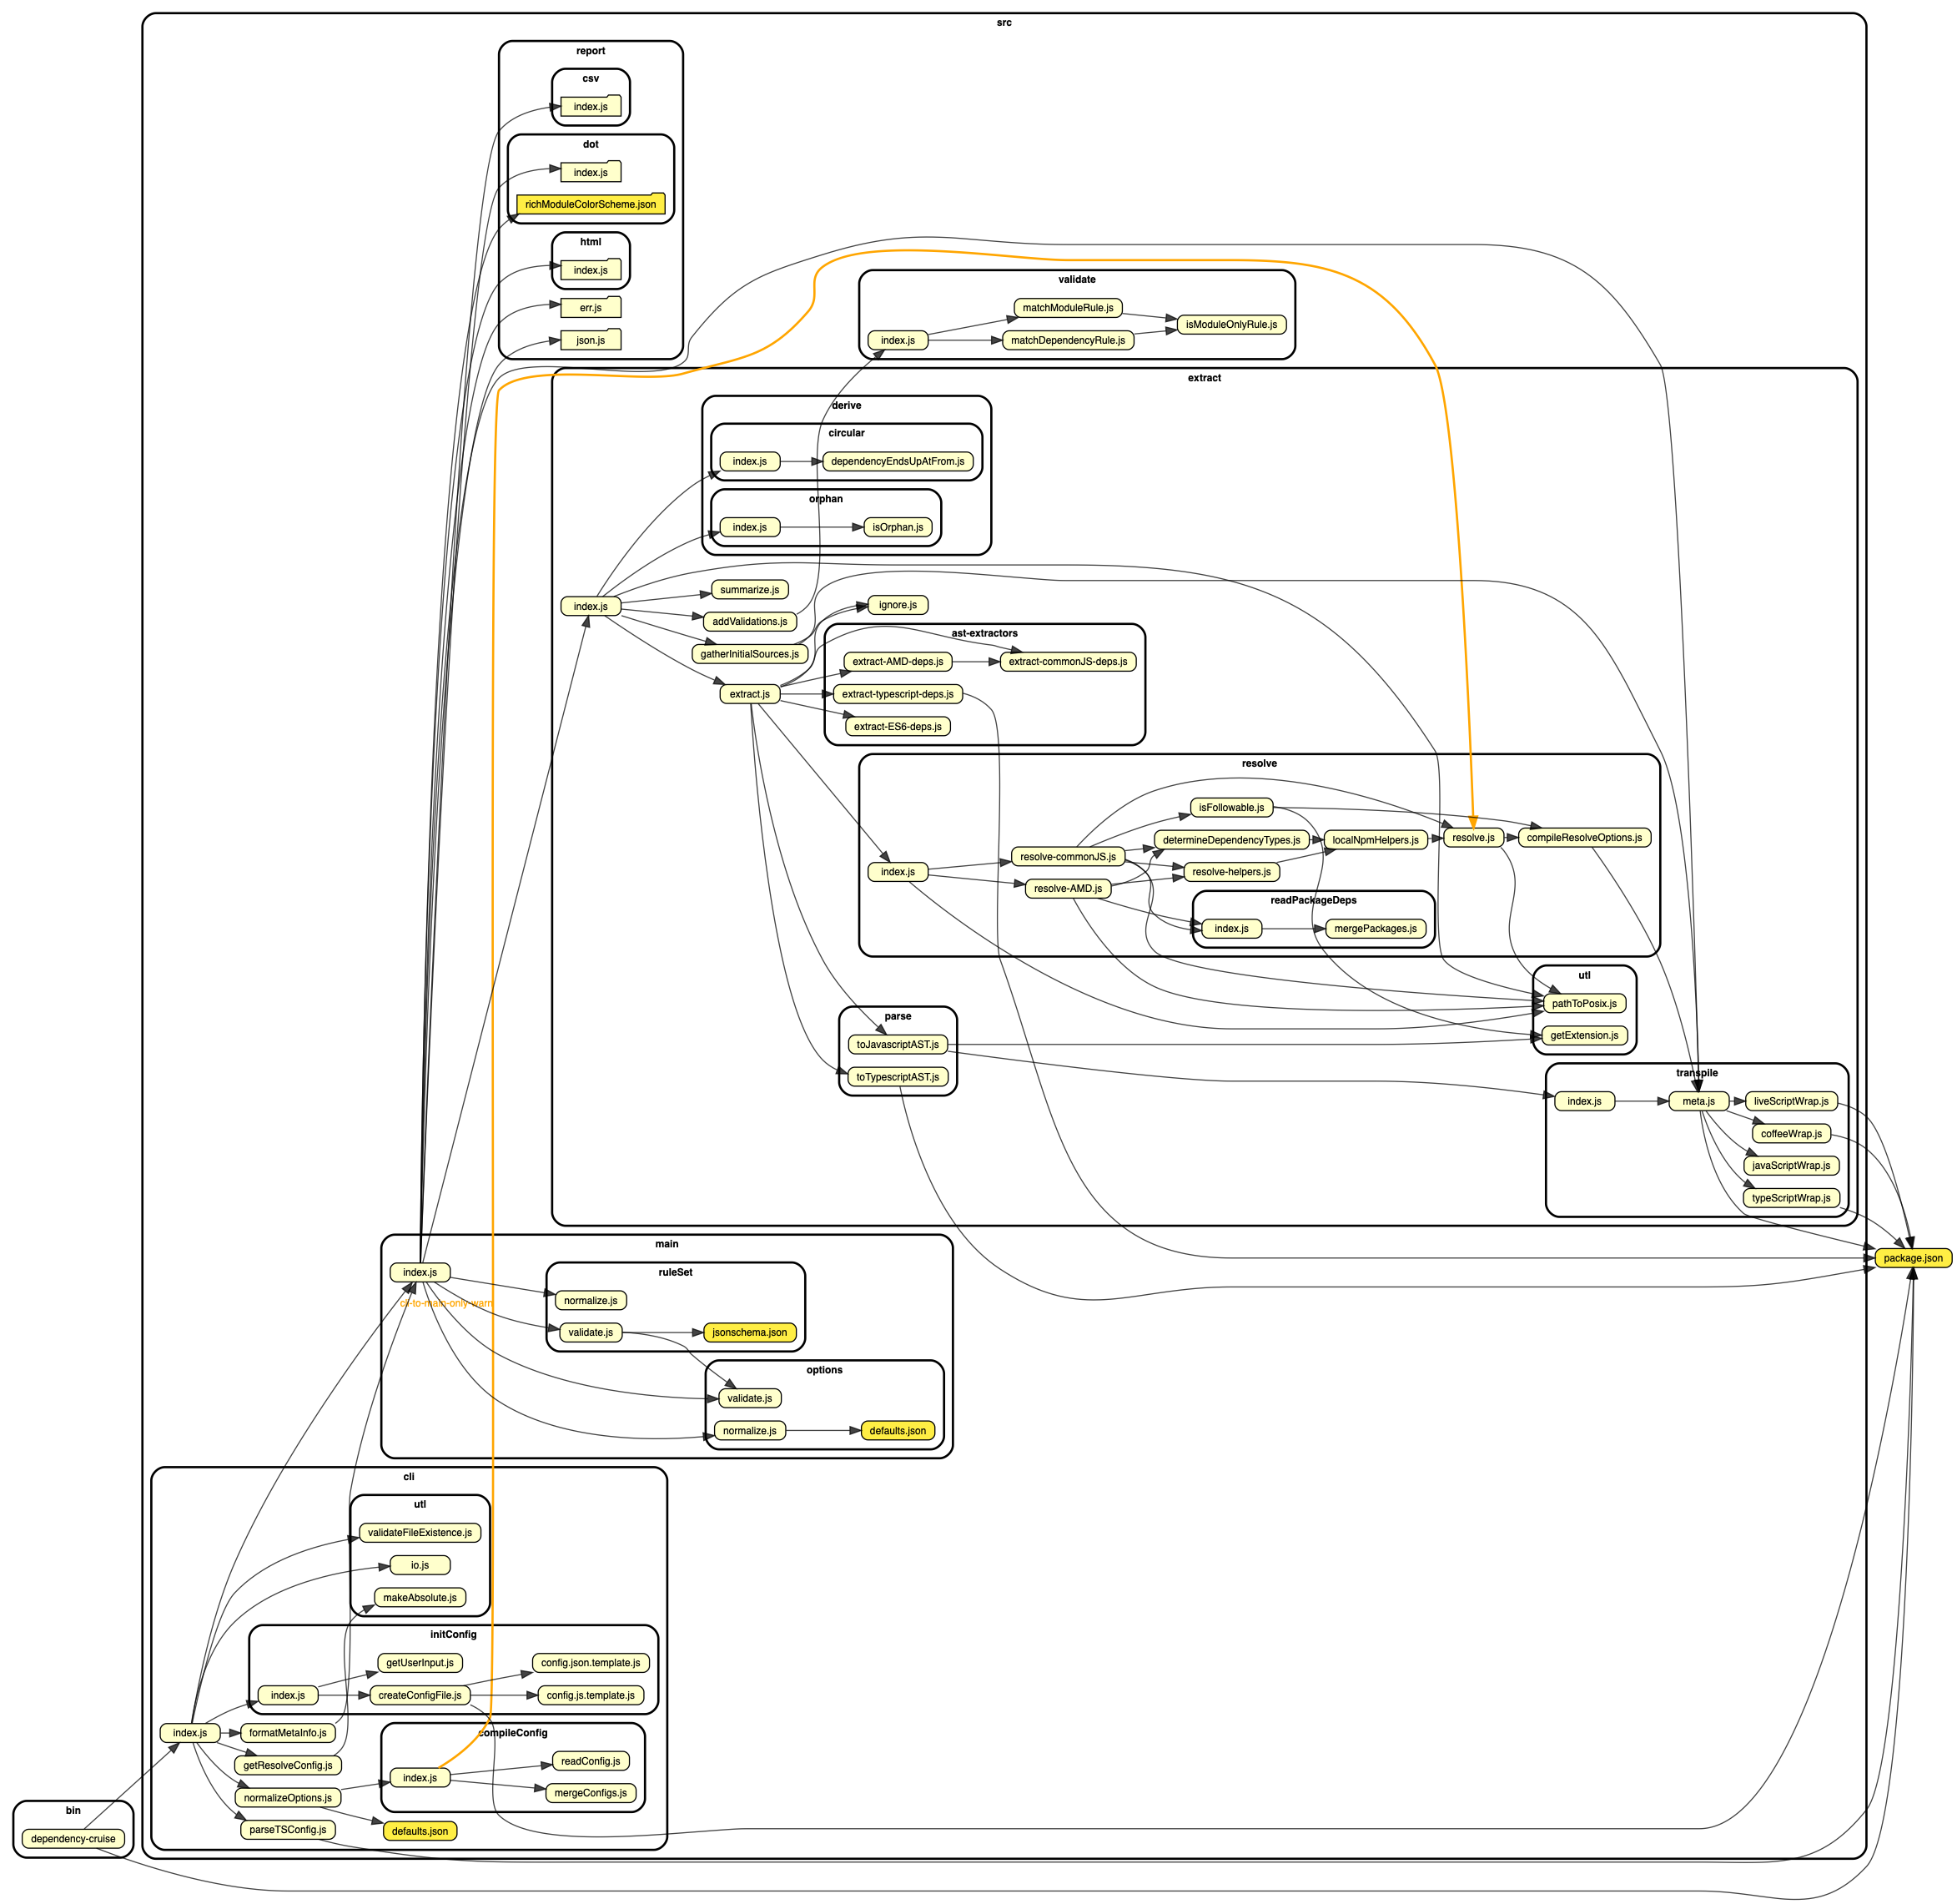 src
report
csv
index.js
dot
index.js
richModuleColorScheme.json
html
index.js
err.js
json.js
validate
matchModuleRule.js
isModuleOnlyRule.js
index.js
matchDependencyRule.js
extract
derive
circular
index.js
dependencyEndsUpAtFrom.js
orphan
index.js
isOrphan.js
summarize.js
index.js
ignore.js
addValidations.js
gatherInitialSources.js
ast-extractors
extract-AMD-deps.js
extract-commonJS-deps.js
extract.js
extract-typescript-deps.js
extract-ES6-deps.js
resolve
isFollowable.js
determineDependencyTypes.js
localNpmHelpers.js
resolve.js
compileResolveOptions.js
resolve-commonJS.js
index.js
resolve-helpers.js
resolve-AMD.js
readPackageDeps
index.js
mergePackages.js
utl
pathToPosix.js
getExtension.js
parse
toJavascriptAST.js
toTypescriptAST.js
transpile
index.js
meta.js
liveScriptWrap.js
coffeeWrap.js
javaScriptWrap.js
typeScriptWrap.js
package.json
main
index.js
ruleSet
normalize.js
cli-to-main-only-warn
validate.js
jsonschema.json
options
validate.js
normalize.js
defaults.json
cli
utl
validateFileExistence.js
io.js
makeAbsolute.js
initConfig
getUserInput.js
config.json.template.js
index.js
createConfigFile.js
config.js.template.js
index.js
formatMetaInfo.js
compileConfig
getResolveConfig.js
readConfig.js
index.js
normalizeOptions.js
mergeConfigs.js
parseTSConfig.js
defaults.json
bin
dependency-cruise